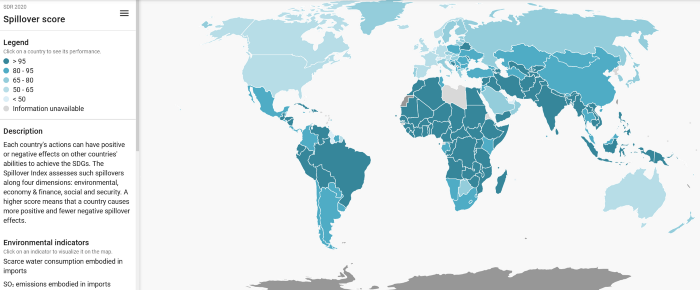 SDR 2020
Spillover score
Legend
Click on a country to see its performance.
> 95
80 - 95
65 - 80
50 - 65
< 50
Information unavailable
Description
Each country's actions can have positive
or negative effects on other countries'
abilities to achieve the SDGs. The
Spillover Index assesses such spillovers
along four dimensions: environmental,
economy & finance, social and security. A
higher score means that a country causes
more positive and fewer negative spillover
effects.
Environmental indicators
Click on an indicator to visualize it on the map.
Scarce water consumption embodied in
imports
SO₂ emissions embodied in imports